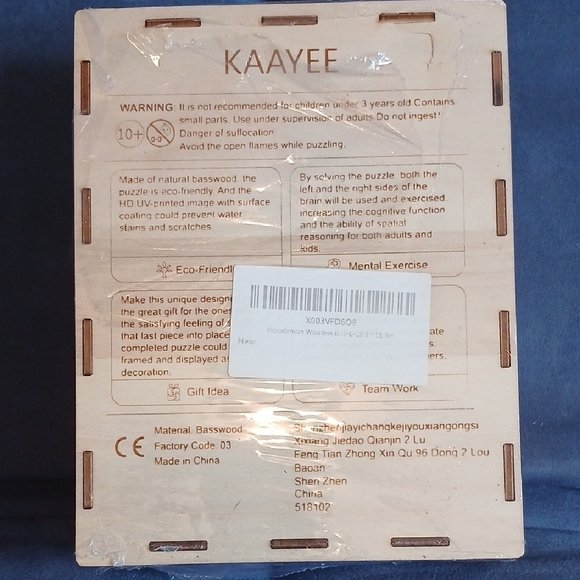 KAAYEE
WARNING: It is not recommended for children under 3 years old Contains
small parts. Use under supervision of adults Do not ingest!
10+
0-3
Danger of suffocation.
Avoid the open flames while puzzling.
Made of natural basswood, the
puzzle is eco-friendly. And the
HD UV-printed image with surface
coating could prevent water
stains and scratches.
Eco-Friendl
By solving the puzzle, both the
left and the right sides of the
brain will be used and exercised,
increasing the cognitive function
and the ability of spatial
reasoning for both adults and
kids.
Mental Exercise
X003VFD6Q9
New
Make this unique designe
the great gift for the ones
the satisfying feeling of
that last piece into place
completed puzzle could
framed and displayed as
decoration.
Gift Idea
Team Work
CE
Material: Basswood
Factory Code: 03
Made in China
Shenzhenjiayichangkejiyouxiangongsi
Xixiang Jiedao Qianjin 2 Lu
Feng Tian Zhong Xin Qu 96 Dong 2 Lou
Baoan
Shen Zhen
China
518102